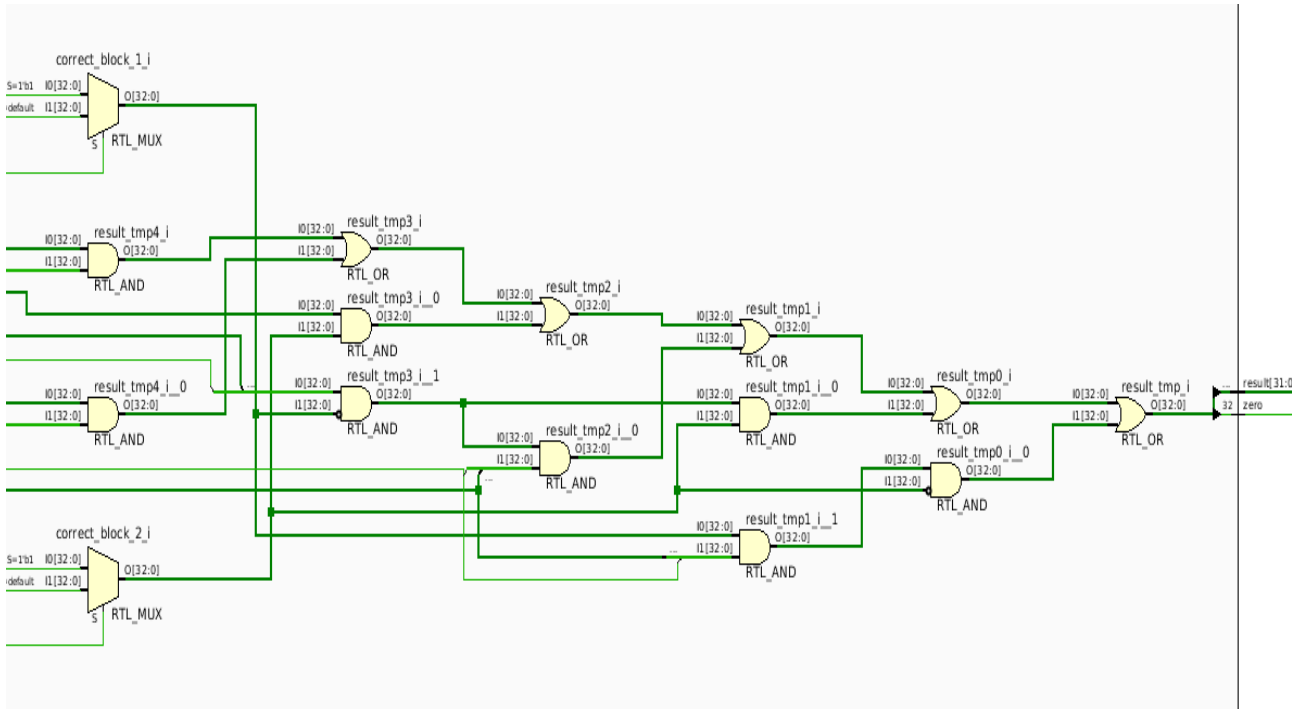 correct_block_1_i
S=1'b1 I0[32:0]
O[32:0]
default I1[32:0]
S
RTL_MUX
result_tmp4_i
I0[32:0]
O[32:0]
I1[32:0]
RTL_AND
result_tmp3_i
I0[32:0]
O[32:0]
I1[32:0]
RTL_OR
result_tmp3_i__0
I0[32:0]
O[32:0]
I1[32:0]
RTL_AND
result_tmp2_i
I0[32:0]
O[32:0]
I1[32:0]
RTL_OR
result_tmp1_i
I0[32:0]
O[32:0]
I1[32:0]
RTL_OR
result_tmp4_i__0
I0[32:0]
O[32:0]
I1[32:0]
RTL_AND
result_tmp3_i__1
...
I0[32:0]
O[32:0]
I1[32:0]
RTL_AND
result_tmp2_i__0
I0[32:0]
O[32:0]
I1[32:0]
...
RTL_AND
result_tmp1_i__0
I0[32:0]
O[32:0]
I1[32:0]
RTL_AND
result_tmp0_i
I0[32:0]
O[32:0]
I1[32:0]
RTL_OR
result_tmp_i
I0[32:0]
O[32:0]
I1[32:0]
RTL_OR
... result[31:0
32 zero
result_tmp0_i__0
I0[32:0]
O[32:0]
I1[32:0]
RTL_AND
correct_block_2_i
S=1'b1 I0[32:0]
O[32:0]
default I1[32:0]
S
RTL_MUX
result_tmp1_i__1
I0[32:0]
O[32:0]
... I1[32:0]
RTL_AND